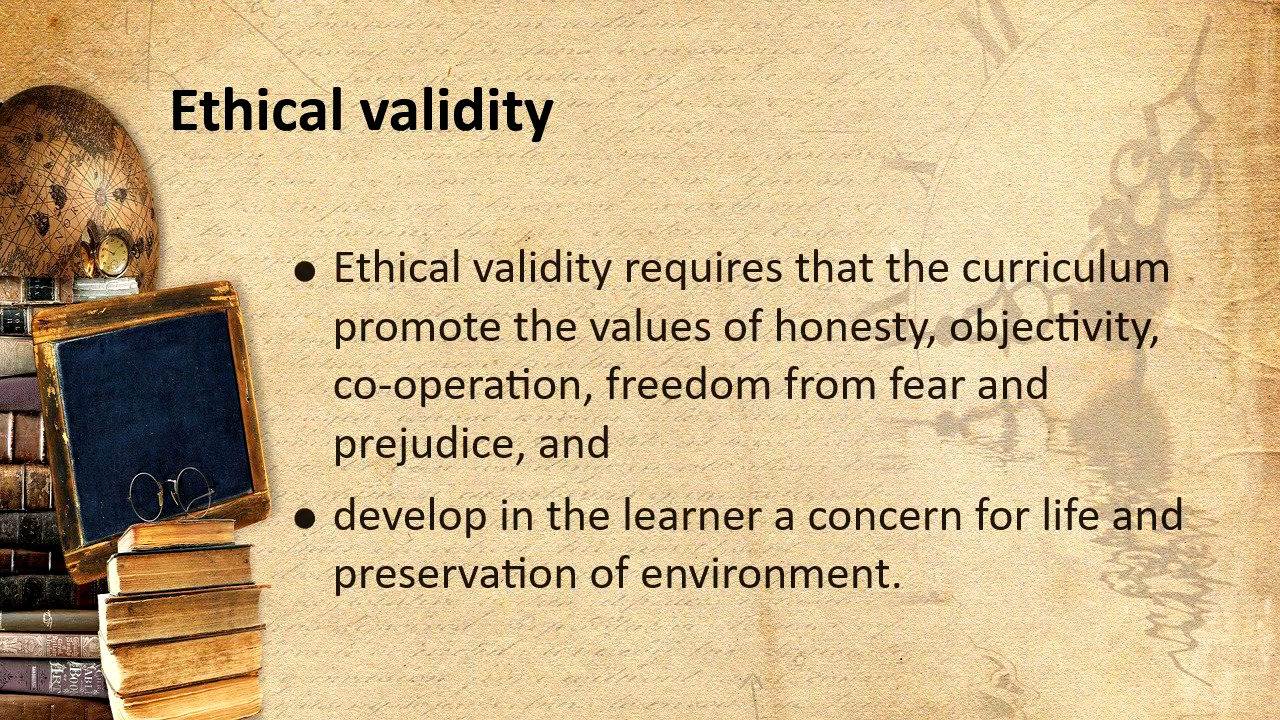 Ethical validity
• Ethical validity requires that the curriculum
promote the values of honesty, objectivity,
co-operation, freedom from fear and
prejudice, and
• develop in the learner a concern for life and
preservation of environment.